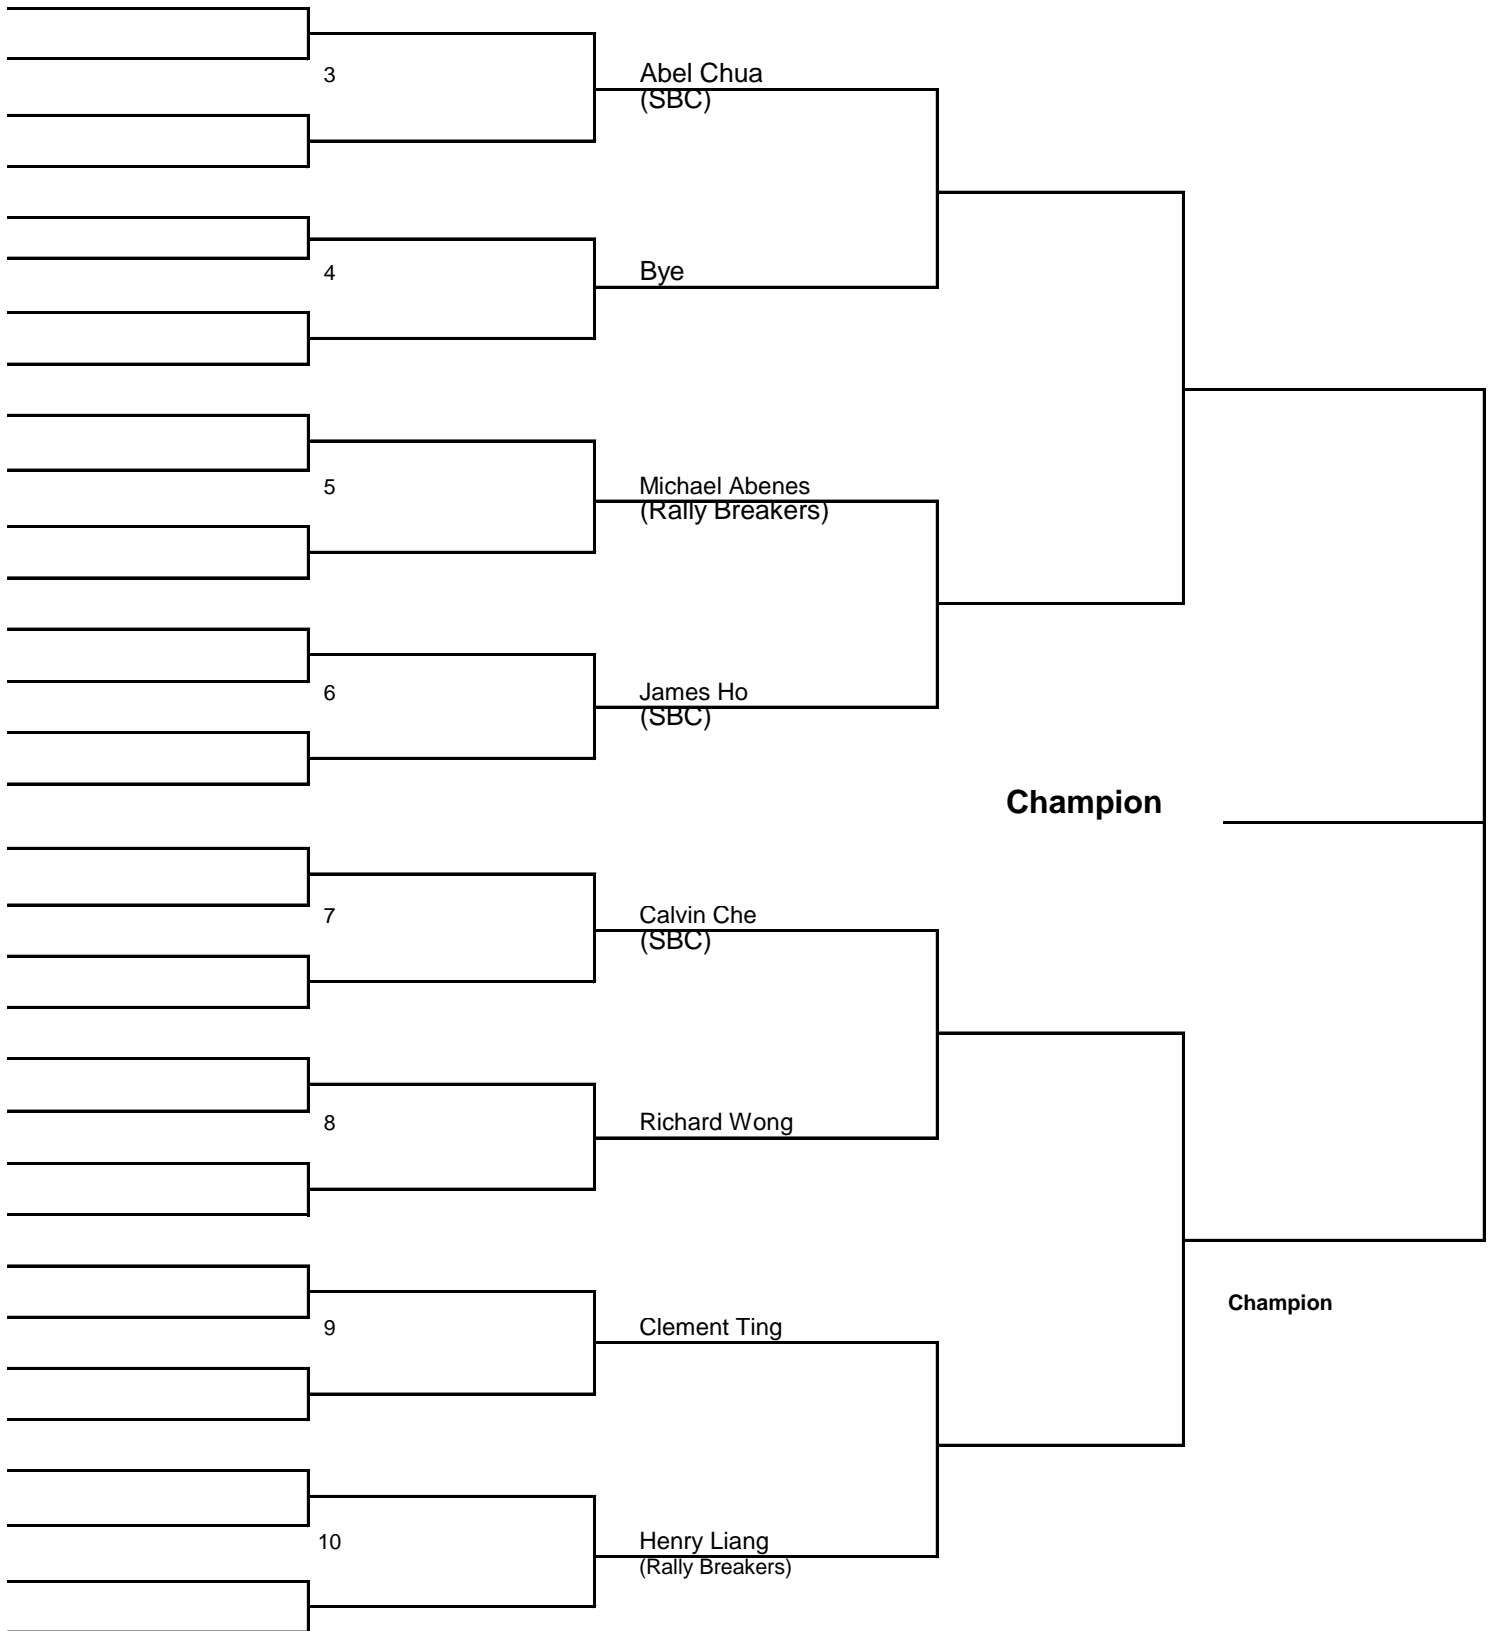 3
Abel Chua
(SBC)
4
Bye
5
Michael Abenes
(Rally Breakers)
6
James Ho
(SBC)
Champion
7
Calvin Che
(SBC)
8
Richard Wong
Champion
9
Clement Ting
10
Henry Liang
(Rally Breakers)